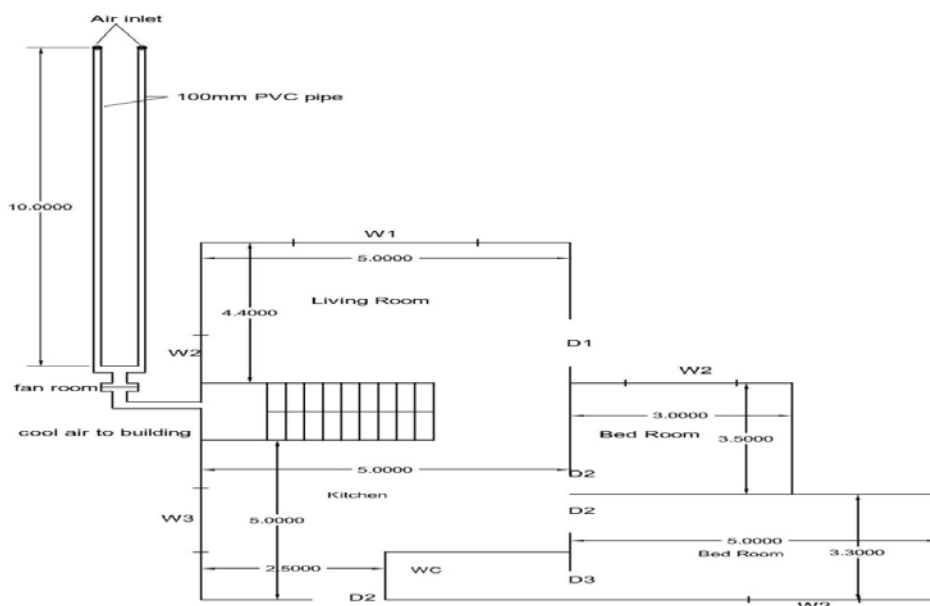 Air inlet
100mm PVC pipe
10.0000
W1
5.0000
Living Room
4.4000
D1
W2
W2
fan room
3.0000
Bed Room
3.5000
cool air to building
5.0000
D2
Kitchen
D2
W3
5.0000
5.0000
Bed Room
3.3000
2.5000
WC
D3
D2